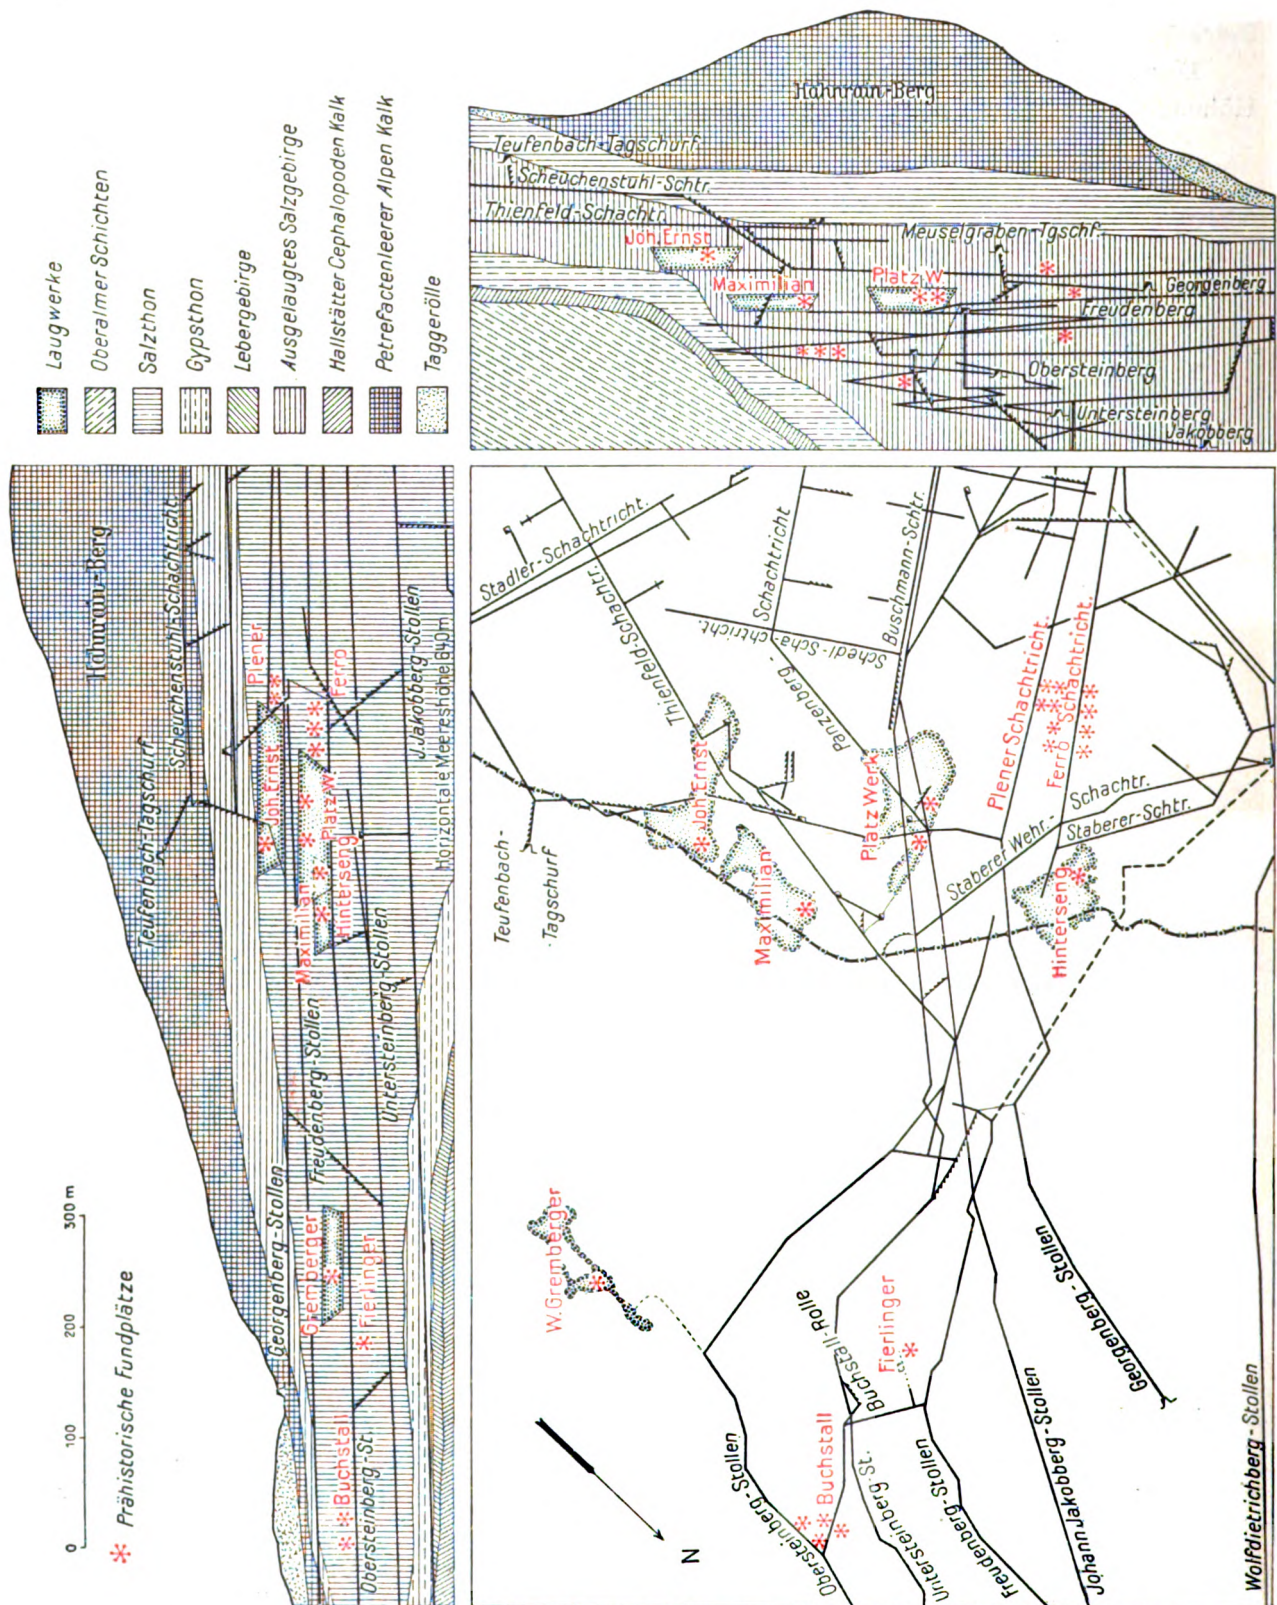 Laugwerke
Oberalmer Schichten
Salzthon
Gypsthon
Lebergebirge
Ausgelaugtes Salzgebirge
Hallstätter Cephalopoden Kalk
Petrefactenleerer Alpen Kalk
Taggerölle
Hahnrain-Berg
Teufenbach-Tagschurf
Scheuchenstuhl-Schtr.
Thienfeld-Schachtr.
Joh. Ernst
Meuselgraben-Tgschf.
Maximilian
Platz W
Georgenberg
Freudenberg
Obersteinberg
Untersteinberg
Jakobberg
Hahnrain-Berg
Teufenbach-Tagschurf
Scheuchenstuhl-Schachtricht.
Plener
Joh. Ernst
Ferro
Platz W.
Maximilian
Hinterseng
J. Jakobberg-Stollen
Horizontale Meereshöhe 640m
Untersteinberg-Stollen
Freudenberg-Stollen
Georgenberg-Stollen
Gremberger
Fierlinger
Buchstall
Obersteinberg-St.
0 100 200 300 m
Prähistorische Fundplätze
Stadler-Schachtricht.
Thienfeld-Schachtr.
Schachtricht
Panzenberg-
Schedl-Schachtricht.
Buschmann-Schtr.
Plener Schachtricht.
Ferro Schachtricht.
Joh. Ernst
Platz Werk
Maximilian
Teufenbach-
-Tagschurf
Staberer Wehr.-
Schachtr.
Staberer-Schtr.
Hinterseng
W. Gremberger
Buchstall-Rolle
Fierlinger
Buchstall
Obersteinberg-Stollen
Untersteinberg-St.
Freudenberg-Stollen
Johann Jakobberg-Stollen
Georgenberg-Stollen
Wolfdietrichberg-Stollen
N